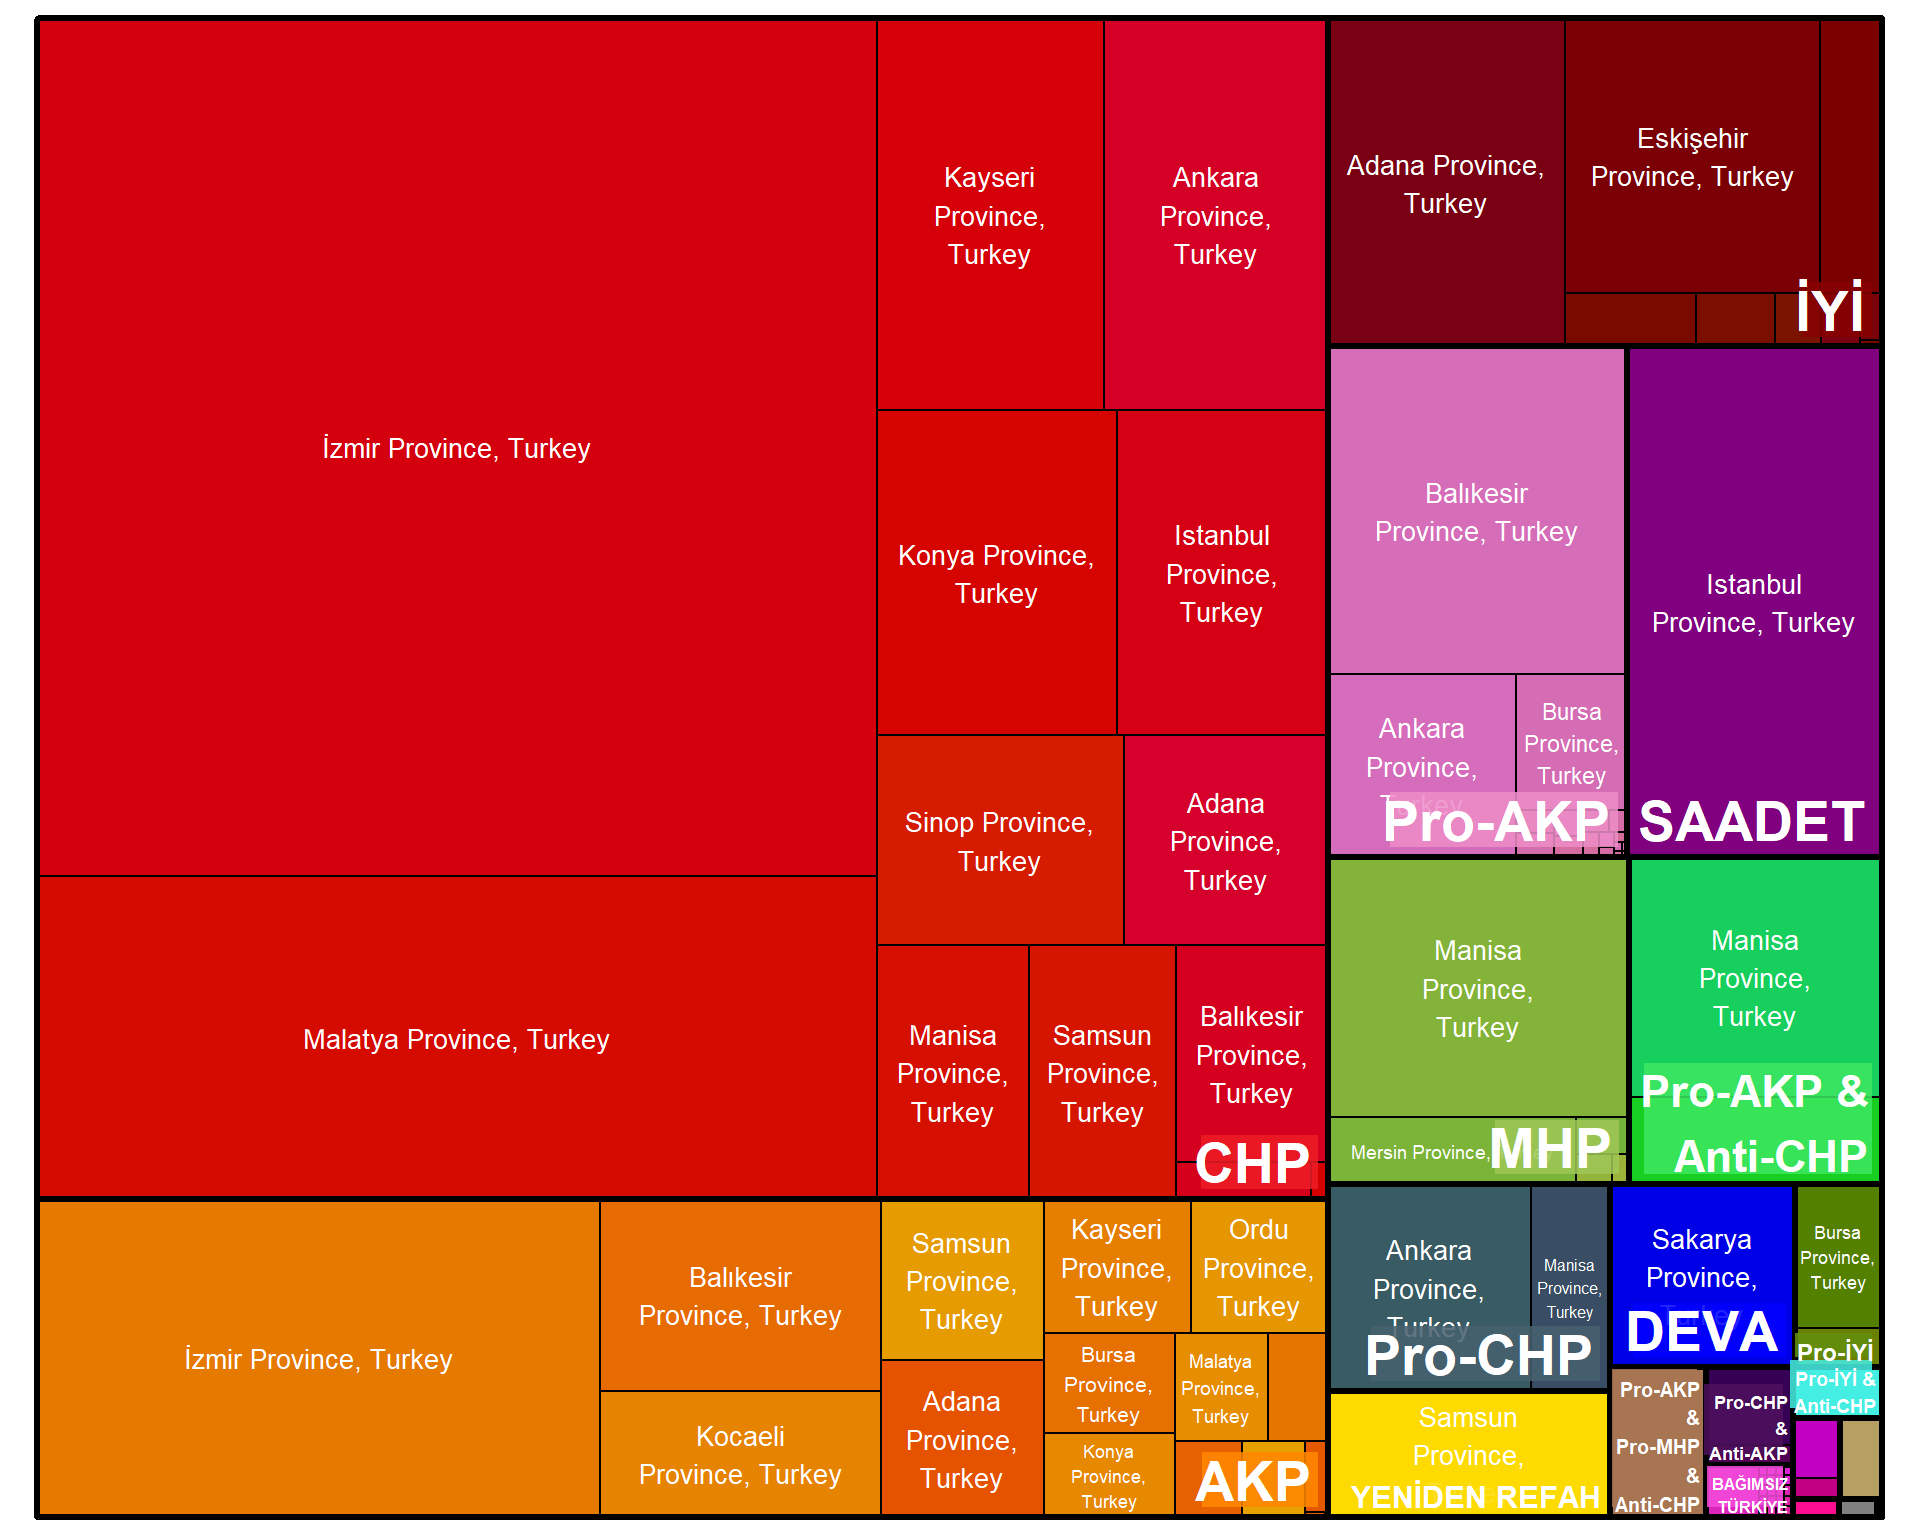 İzmir Province, Turkey
Malatya Province, Turkey
Kayseri
Province,
Turkey
Ankara
Province,
Turkey
Konya Province,
Turkey
Istanbul
Province,
Turkey
Sinop Province,
Turkey
Adana
Province,
Turkey
Manisa
Province,
Turkey
Samsun
Province,
Turkey
Balıkesir
Province,
Turkey
CHP
İzmir Province, Turkey
Balıkesir
Province, Turkey
Kocaeli
Province, Turkey
Samsun
Province,
Turkey
Adana
Province,
Turkey
Kayseri
Province,
Turkey
Ordu
Province,
Turkey
Bursa
Province,
Turkey
Malatya
Province,
Turkey
Konya
Province,
Turkey
AKP
Adana Province,
Turkey
Eskişehir
Province, Turkey
İYİ
Balıkesir
Province, Turkey
Ankara
Province,
Turkey
Bursa
Province,
Turkey
Pro-AKP
Istanbul
Province, Turkey
SAADET
Manisa
Province,
Turkey
Mersin Province,
MHP
Manisa
Province,
Turkey
Pro-AKP &
Anti-CHP
Ankara
Province,
Turkey
Manisa
Province,
Turkey
Pro-CHP
Sakarya
Province,
Turkey
DEVA
Bursa
Province,
Turkey
Pro-İYİ
Samsun
Province,
YENİDEN REFAH
Pro-AKP
&
Pro-MHP
&
Anti-CHP
Pro-CHP
&
Anti-AKP
Pro-İYİ &
Anti-CHP
BAĞIMSIZ
TÜRKİYE